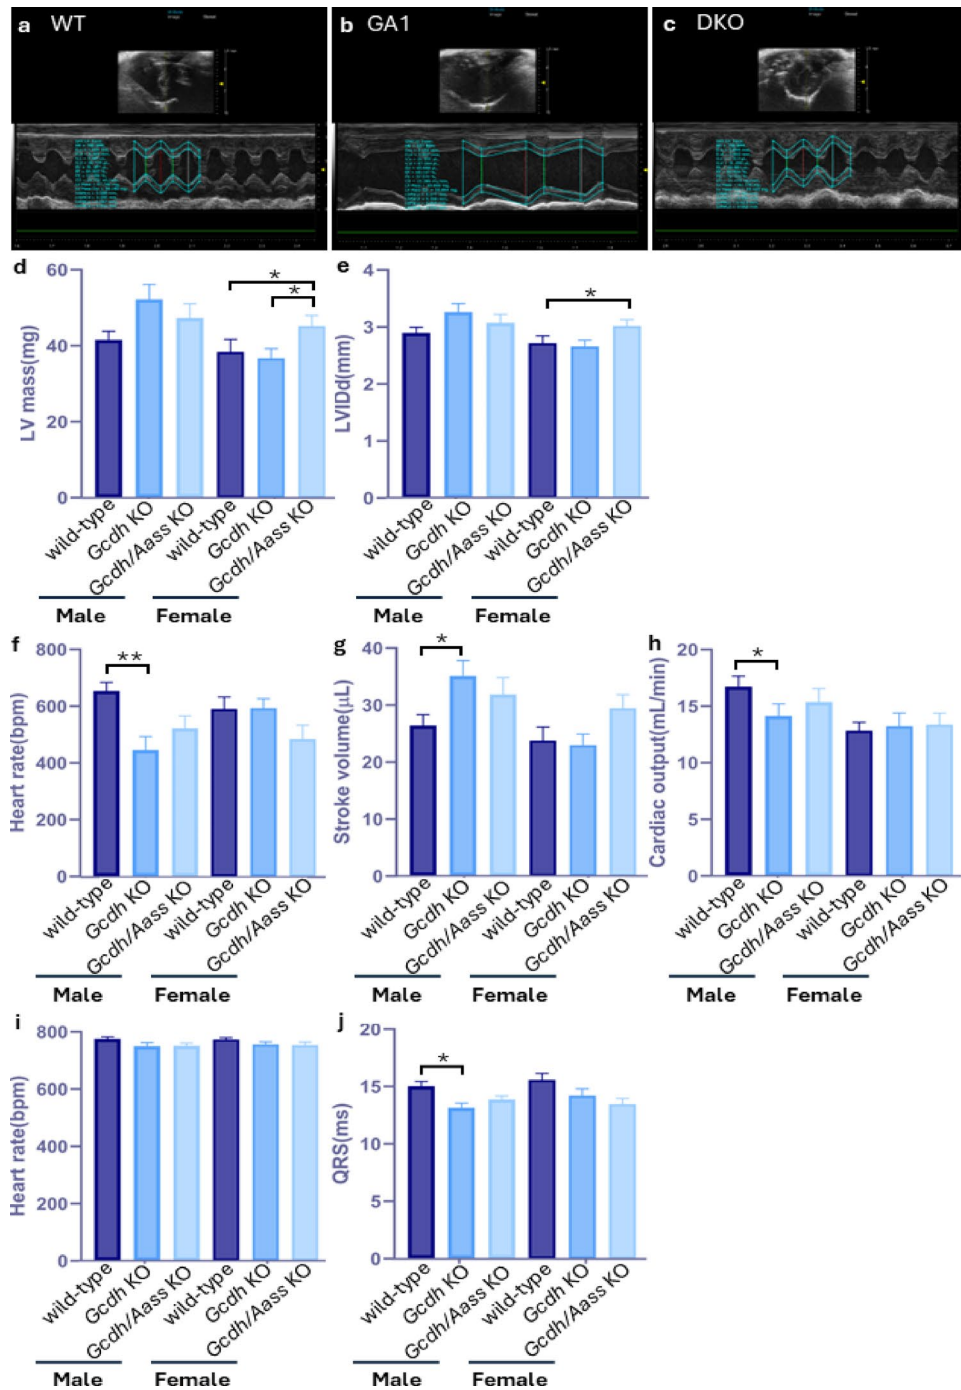 a WT
b GA1
c DKO
d
LV mass(mg)
60
40
20
0
*
*
wild-type
Gcdh KO
Gcdh/Aass KO
wild-type
Gcdh KO
Gcdh/Aass KO
Male
Female
e
LVIDd(mm)
4
3
2
1
0
*
wild-type
Gcdh KO
Gcdh/Aass KO
wild-type
Gcdh KO
Gcdh/Aass KO
Male
Female
f
Heart rate(bpm)
800
600
400
200
0
**
wild-type
Gcdh KO
Gcdh/Aass KO
wild-type
Gcdh KO
Gcdh/Aass KO
Male
Female
g
Stroke volume(μL)
40
30
20
10
0
*
wild-type
Gcdh KO
Gcdh/Aass KO
wild-type
Gcdh KO
Gcdh/Aass KO
Male
Female
h
Cardiac output(mL/min)
20
15
10
5
0
*
wild-type
Gcdh KO
Gcdh/Aass KO
wild-type
Gcdh KO
Gcdh/Aass KO
Male
Female
i
Heart rate(bpm)
800
600
400
200
0
wild-type
Gcdh KO
Gcdh/Aass KO
wild-type
Gcdh KO
Gcdh/Aass KO
Male
Female
j
QRS(ms)
20
15
10
5
0
*
wild-type
Gcdh KO
Gcdh/Aass KO
wild-type
Gcdh KO
Gcdh/Aass KO
Male
Female